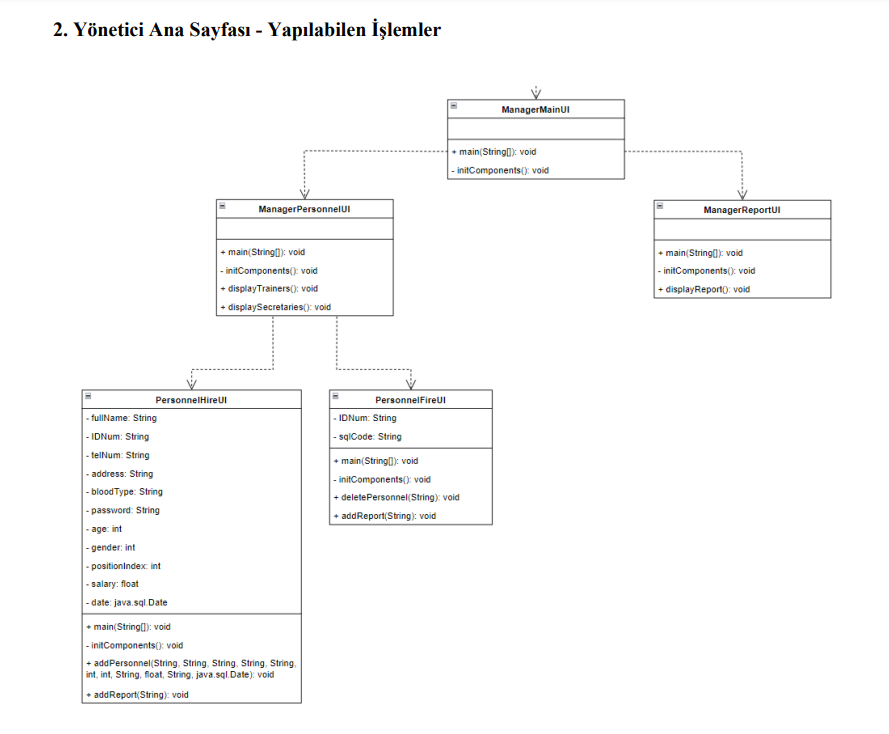 2. Yönetici Ana Sayfası - Yapılabilen İşlemler
ManagerMainUI
+ main(String[]): void
- initComponents(): void
ManagerPersonnelUI
+ main(String[]): void
- initComponents(): void
+ displayTrainers(): void
+ displaySecretaries(): void
ManagerReportUI
+ main(String[]): void
- initComponents(): void
+ displayReport(): void
PersonnelHireUI
- fullName: String
- IDNum: String
- telNum: String
- address: String
- bloodType: String
- password: String
- age: int
- gender: int
- positionIndex: int
- salary: float
- date: java.sql.Date
+ main(String[]): void
- initComponents(): void
+ addPersonnel(String, String, String, String, String,
int, int, String, float, String, java.sql.Date): void
+ addReport(String): void
PersonnelFireUI
- IDNum: String
- sqlCode: String
+ main(String[]): void
- initComponents(): void
+ deletePersonnel(String): void
+ addReport(String): void